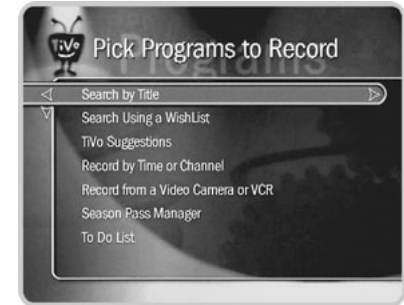 TiVo
Pick Programs to Record
Programs
Search by Title
Search Using a WishList
TiVo Suggestions
Record by Time or Channel
Record from a Video Camera or VCR
Season Pass Manager
To Do List